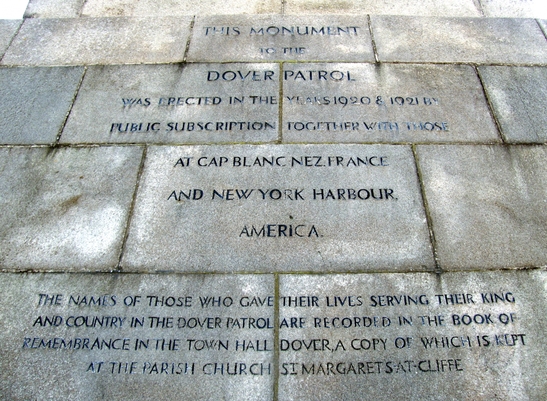 THIS MONUMENT
TO THE
DOVER PATROL
WAS ERECTED IN THE YEARS 1920 & 1921 BY
PUBLIC SUBSCRIPTION TOGETHER WITH THOSE
AT CAP BLANC NEZ, FRANCE
AND NEW YORK HARBOUR,
AMERICA.
THE NAMES OF THOSE WHO GAVE THEIR LIVES SERVING THEIR KING
AND COUNTRY IN THE DOVER PATROL ARE RECORDED IN THE BOOK OF
REMEMBRANCE IN THE TOWN HALL DOVER, A COPY OF WHICH IS KEPT
AT THE PARISH CHURCH ST MARGARETS-AT-CLIFFE